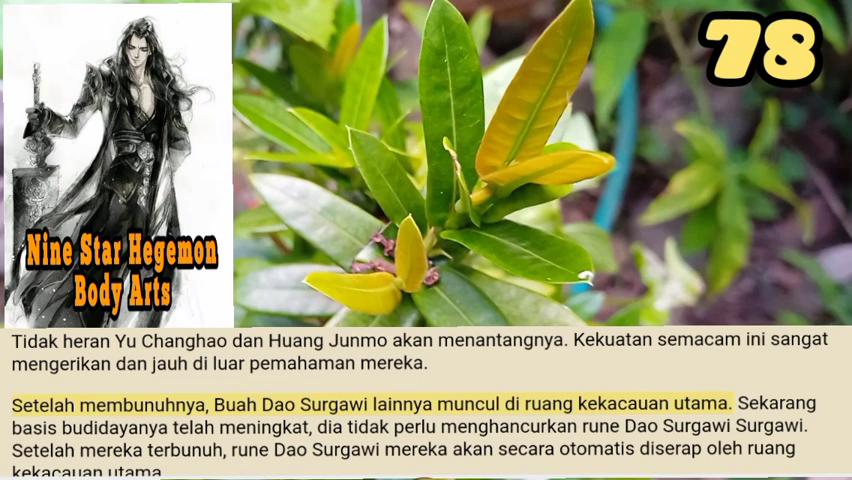 78
Nine Star Hegemon
Body Arts
Tidak heran Yu Changhao dan Huang Junmo akan menantangnya. Kekuatan semacam ini sangat
mengerikan dan jauh di luar pemahaman mereka.
Setelah membunuhnya, Buah Dao Surgawi lainnya muncul di ruang kekacauan utama. Sekarang
basis budidayanya telah meningkat, dia tidak perlu menghancurkan rune Dao Surgawi Surgawi.
Setelah mereka terbunuh, rune Dao Surgawi mereka akan secara otomatis diserap oleh ruang
kekacauan utama